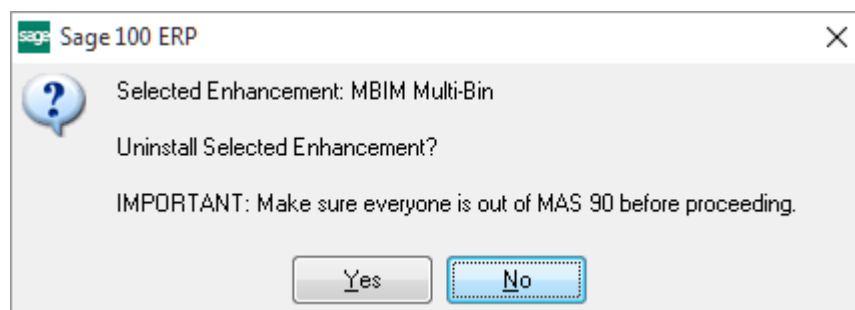 sage Sage 100 ERP
Selected Enhancement: MBIM Multi-Bin
Uninstall Selected Enhancement?
IMPORTANT: Make sure everyone is out of MAS 90 before proceeding.
Yes No